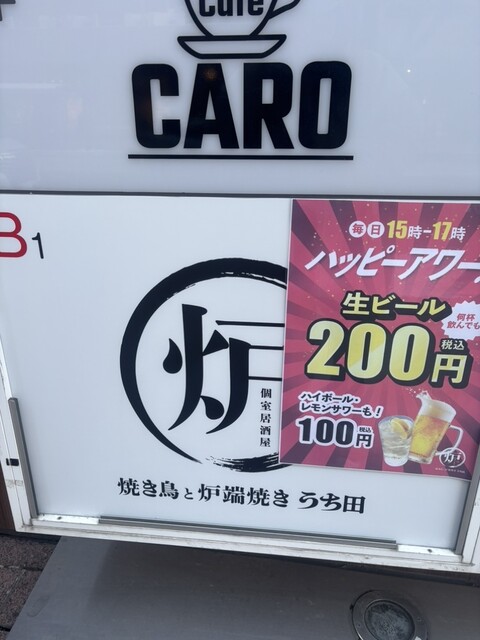 Cafe
CARO
B1
毎日15時-17時
ハッピーアワー
生ビール
何杯
飲んでも
200円
税込
ハイボール・
レモンサワーも!
100円
税込
炉
炉
個室居酒屋
焼き鳥と炉端焼き うち田